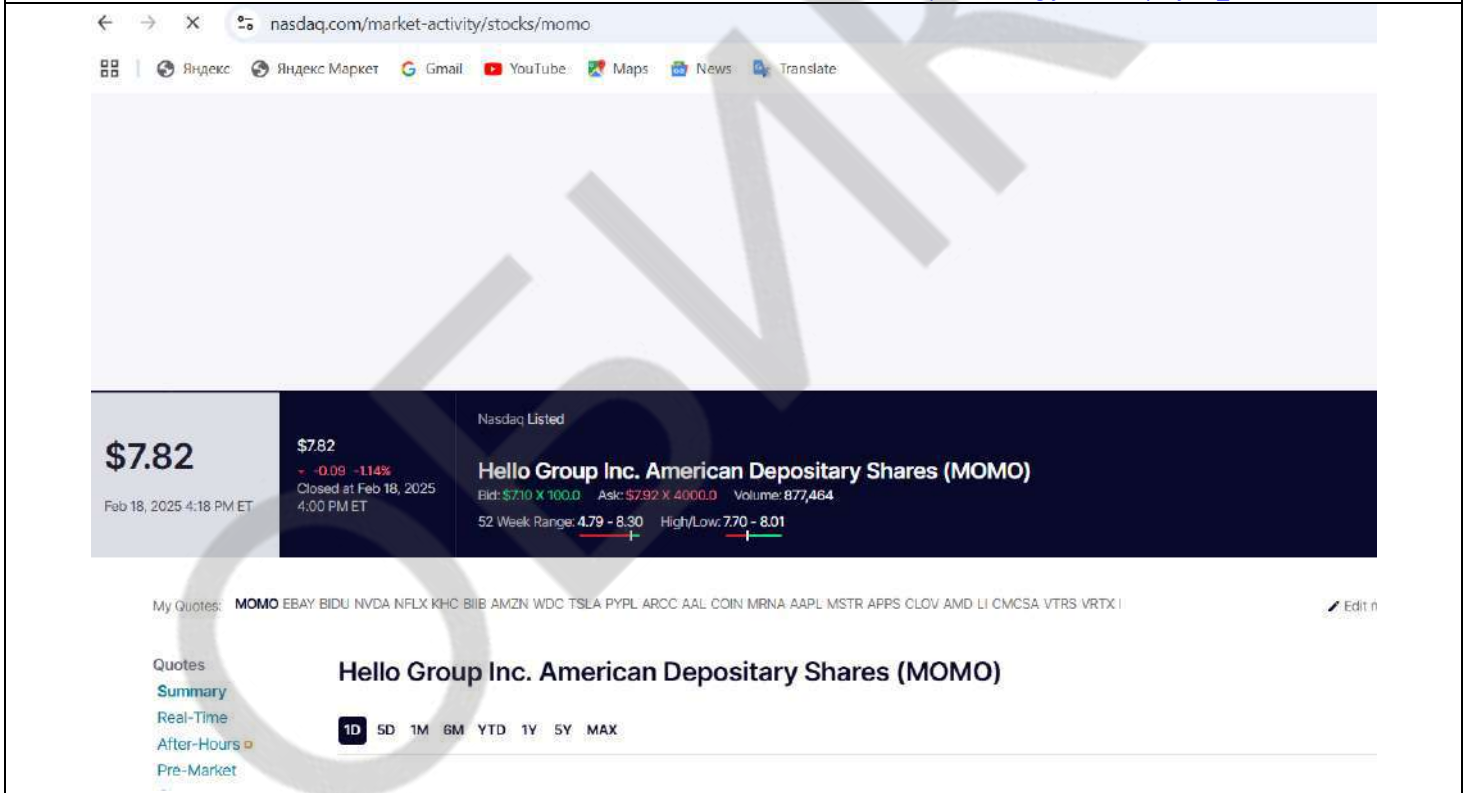 nasdaq.com/market-activity/stocks/momo
Яндекс Яндекс Маркет Gmail YouTube Maps News Translate
$7.82
Feb 18, 2025 4:18 PM ET
$7.82
-0.09 -1.14%
Closed at Feb 18, 2025
4:00 PM ET
Nasdaq Listed
Hello Group Inc. American Depositary Shares (MOMO)
Bid: $7.10 X 100.0 Ask: $7.92 X 4000.0 Volume: 877,464
52 Week Range: 4.79 - 8.30 High/Low: 7.70 - 8.01
My Quotes: MOMO EBAY BIDU NVDA NFLX KHC BIIB AMZN WDC TSLA PYPL ARCC AAL COIN MRNA AAPL MSTR APPS CLOV AMD LI CMCSA VTRS VRTX
Edit
Quotes
Summary
Real-Time
After-Hours
Pre-Market
Hello Group Inc. American Depositary Shares (MOMO)
1D 5D 1M 6M YTD 1Y 5Y MAX
ОБИК